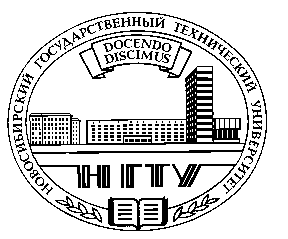 НОВОСИБИРСКИЙ ГОСУДАРСТВЕННЫЙ ТЕХНИЧЕСКИЙ УНИВЕРСИТЕТ
DOCENDO
DISCIMUS
НГТУ